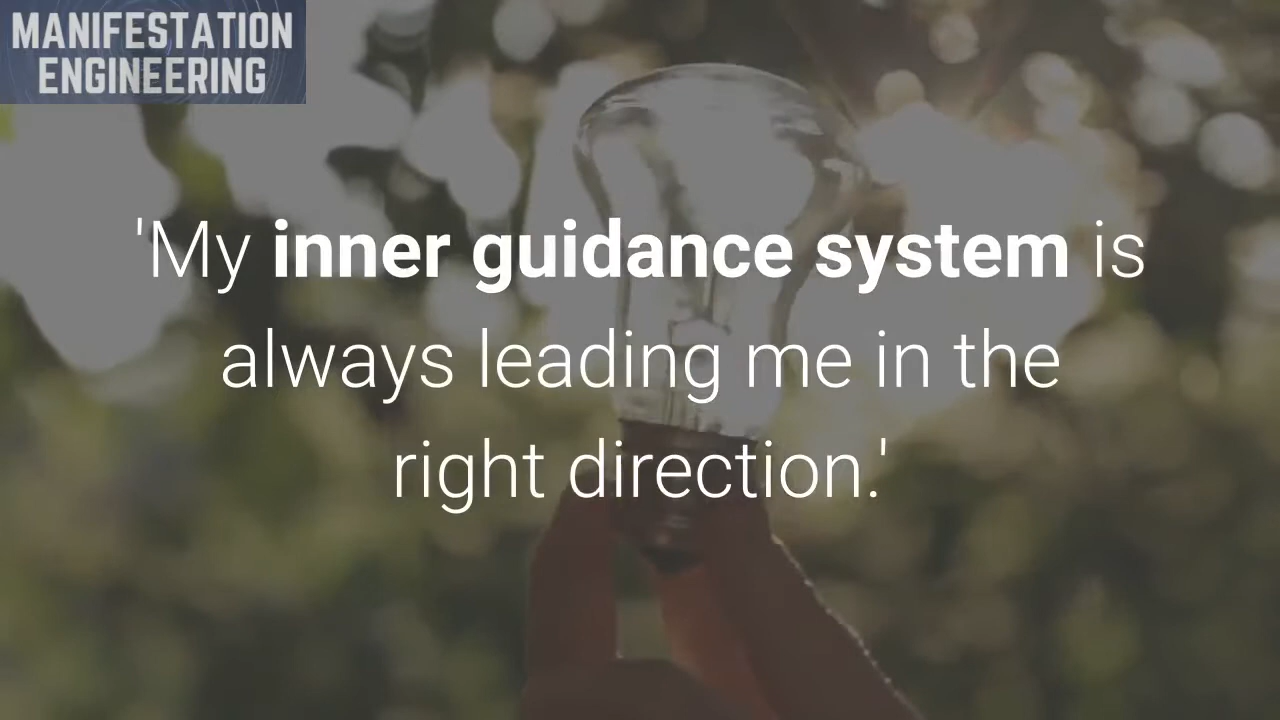 MANIFESTATION
ENGINEERING
'My inner guidance system is
always leading me in the
right direction.'